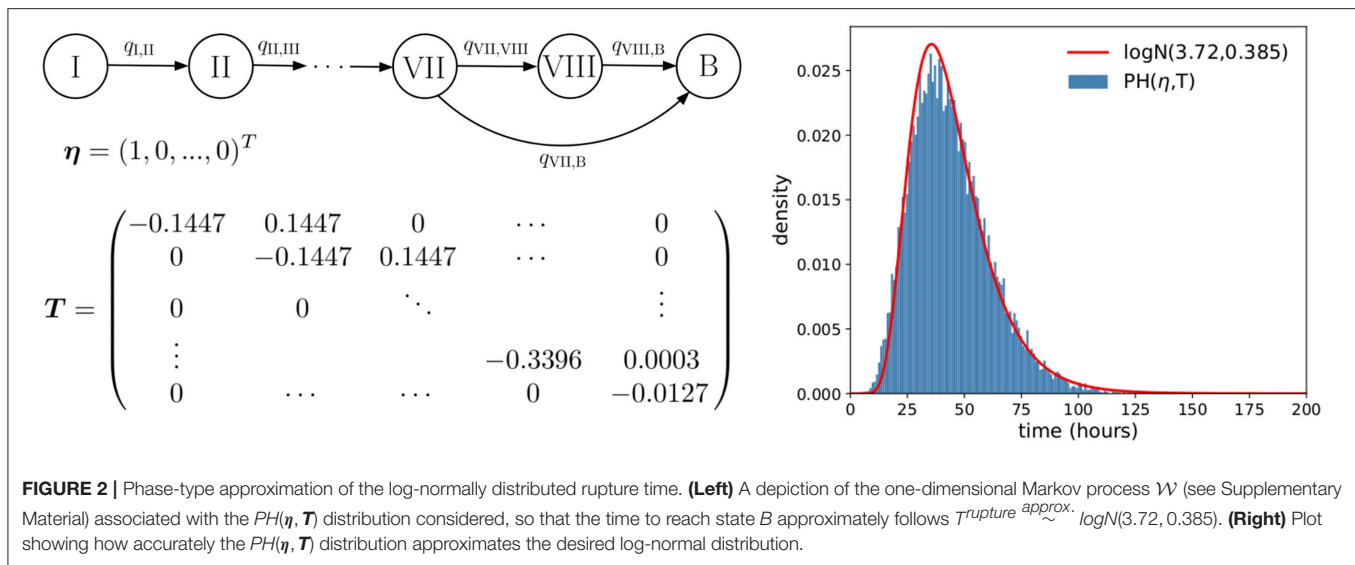 I q_{I,II} II q_{II,III} · · · VII q_{VII,VIII} VIII q_{VIII,B} B
q_{VII,B}
η = (1, 0, ..., 0)^T
T =
−0.1447 0.1447 0 ⋯ 0
0 −0.1447 0.1447 ⋯ 0
0 0 ⋱ ⋮
⋮ −0.3396 0.0003
0 ⋯ ⋯ 0 −0.0127
logN(3.72,0.385)
PH(η,T)
density
0.025
0.020
0.015
0.010
0.005
0.000
0 25 50 75 100 125 150 175 200
time (hours)
FIGURE 2 | Phase-type approximation of the log-normally distributed rupture time. (Left) A depiction of the one-dimensional Markov process 𝒲 (see Supplementary
Material) associated with the PH(η, T) distribution considered, so that the time to reach state B approximately follows T^{rupture} \overset{approx.}{∼} logN(3.72, 0.385). (Right) Plot
showing how accurately the PH(η, T) distribution approximates the desired log-normal distribution.